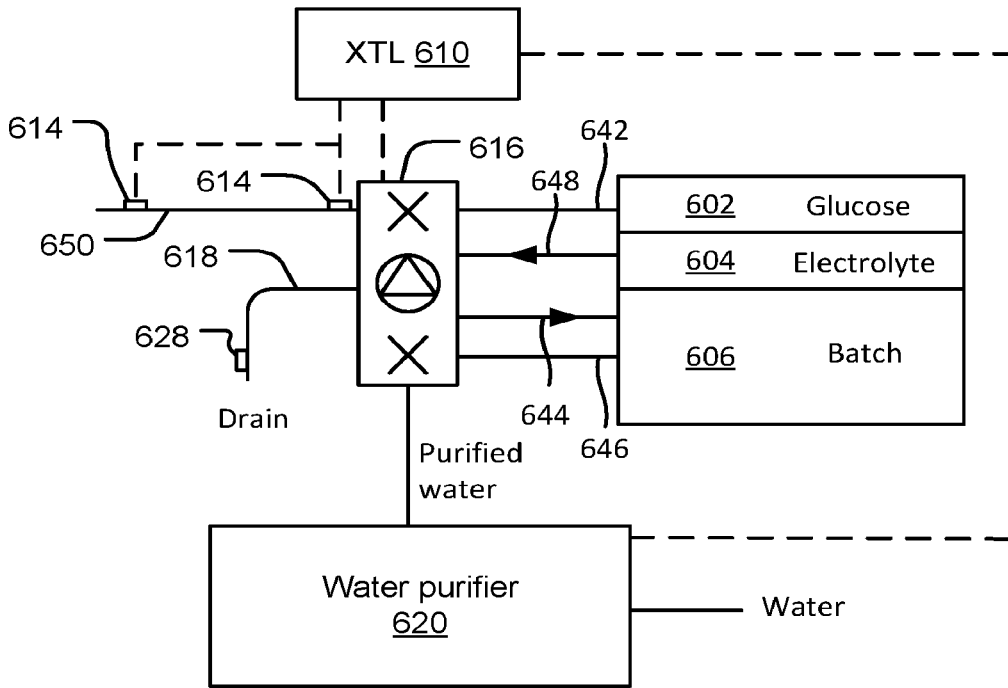 XTL 610
614
614
616
642
648
650
618
602 Glucose
604 Electrolyte
628
606 Batch
Drain
644
646
Purified
water
Water purifier
620
Water